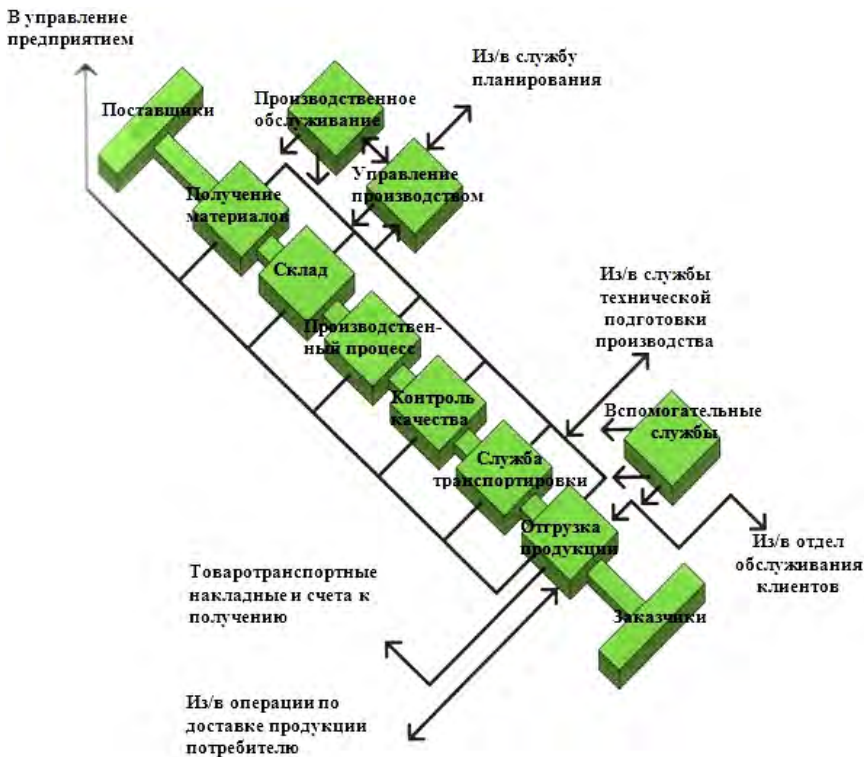 В управление
предприятием
Поставщики
Производственное
обслуживание
Из/в службу
планирования
Получение
материалов
Управление
производством
Склад
Из/в службы
технической
подготовки
производства
Производствен-
ный процесс
Контроль
качества
Вспомогательные
службы
Служба
транспортировки
Отгрузка
продукции
Из/в отдел
обслуживания
клиентов
Товаротранспортные
накладные и счета к
получению
Заказчики
Из/в операции по
доставке продукции
потребителю